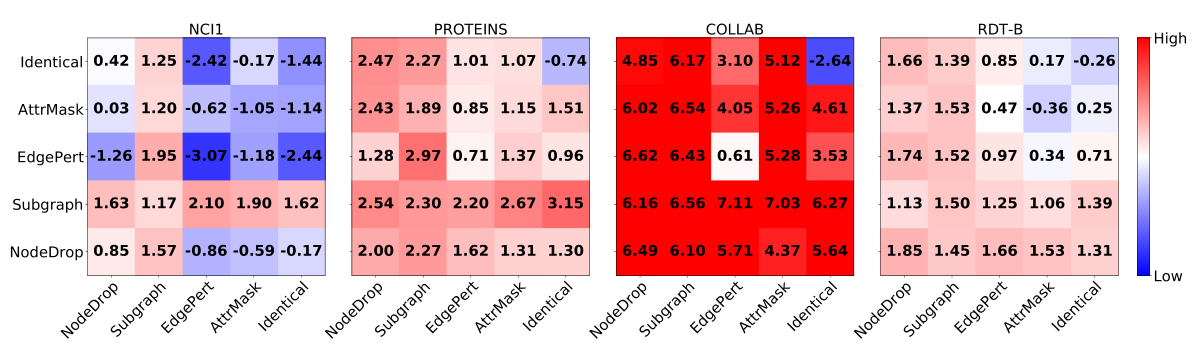 NCI1 PROTEINS COLLAB RDT-B
High
Identical 0.42 1.25 -2.42 -0.17 -1.44 2.47 2.27 1.01 1.07 -0.74 4.85 6.17 3.10 5.12 -2.64 1.66 1.39 0.85 0.17 -0.26
AttrMask 0.03 1.20 -0.62 -1.05 -1.14 2.43 1.89 0.85 1.15 1.51 6.02 6.54 4.05 5.26 4.61 1.37 1.53 0.47 -0.36 0.25
EdgePert -1.26 1.95 -3.07 -1.18 -2.44 1.28 2.97 0.71 1.37 0.96 6.62 6.43 0.61 5.28 3.53 1.74 1.52 0.97 0.34 0.71
Subgraph 1.63 1.17 2.10 1.90 1.62 2.54 2.30 2.20 2.67 3.15 6.16 6.56 7.11 7.03 6.27 1.13 1.50 1.25 1.06 1.39
NodeDrop 0.85 1.57 -0.86 -0.59 -0.17 2.00 2.27 1.62 1.31 1.30 6.49 6.10 5.71 4.37 5.64 1.85 1.45 1.66 1.53 1.31
Low
NodeDrop Subgraph EdgePert AttrMask Identical NodeDrop Subgraph EdgePert AttrMask Identical NodeDrop Subgraph EdgePert AttrMask Identical NodeDrop Subgraph EdgePert AttrMask Identical